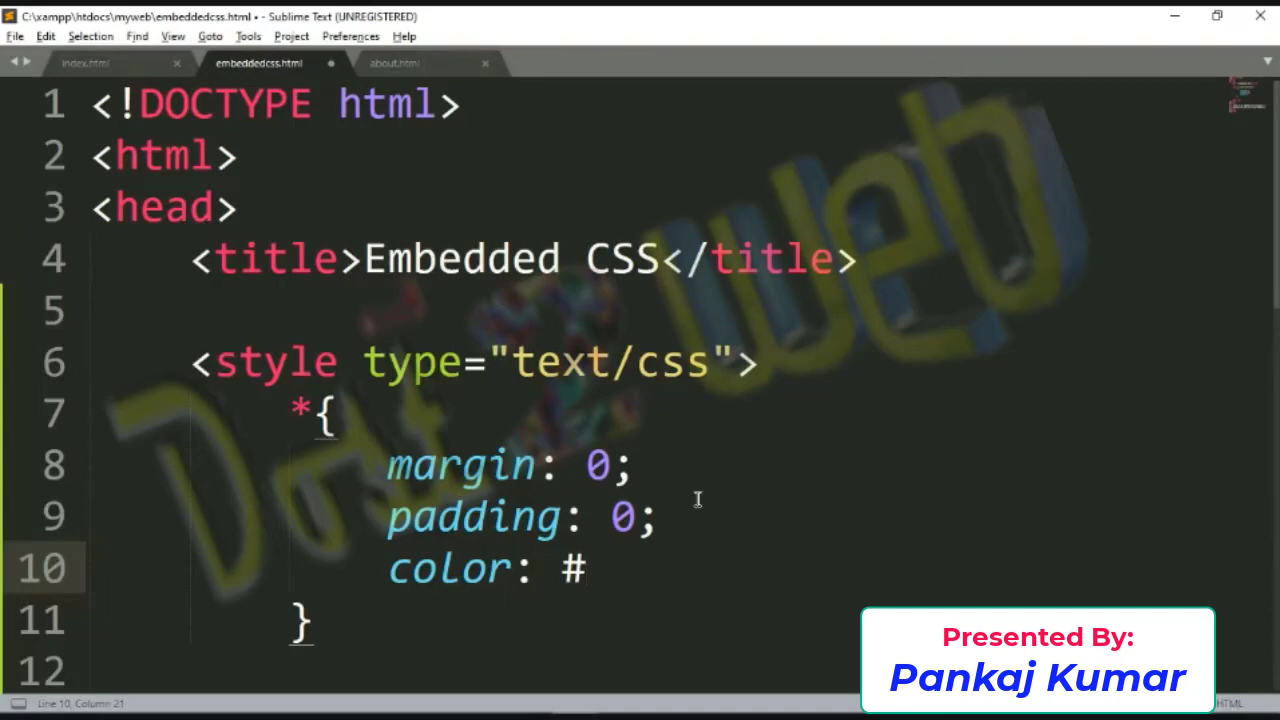 C:\xampp\htdocs\myweb\embeddedcss.html • - Sublime Text (UNREGISTERED)
File Edit Selection Find View Goto Tools Project Preferences Help
index.html embeddedcss.html about.html
1 <!DOCTYPE html>
2 <html>
3 <head>
4 <title>Embedded CSS</title>
5
6 <style type="text/css">
7 *{
8 margin: 0;
9 padding: 0;
10 color: #
11 }
12
Dost2Web
Presented By:
Pankaj Kumar
Line 10, Column 21
HTML